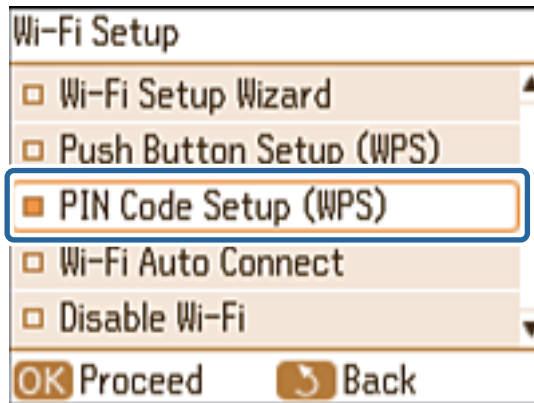 Wi-Fi Setup
Wi-Fi Setup Wizard
Push Button Setup (WPS)
PIN Code Setup (WPS)
Wi-Fi Auto Connect
Disable Wi-Fi
OK Proceed Back